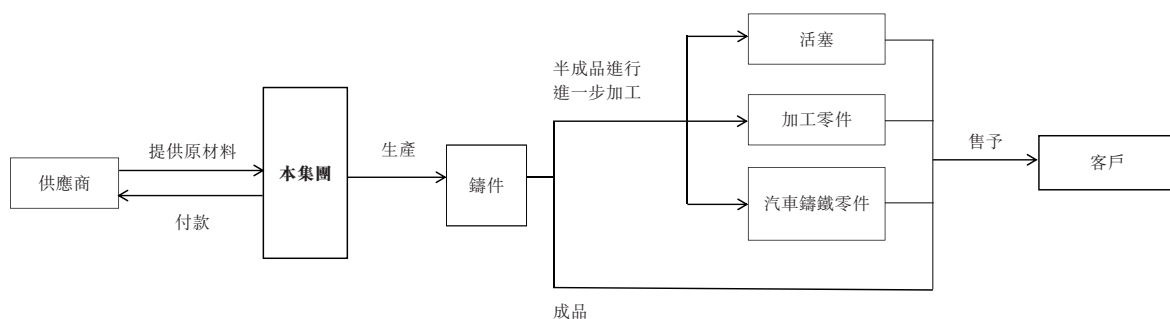 供應商
提供原材料
付款
本集團
生產
鑄件
半成品進行
進一步加工
成品
活塞
加工零件
汽車鑄鐵零件
售予
客戶